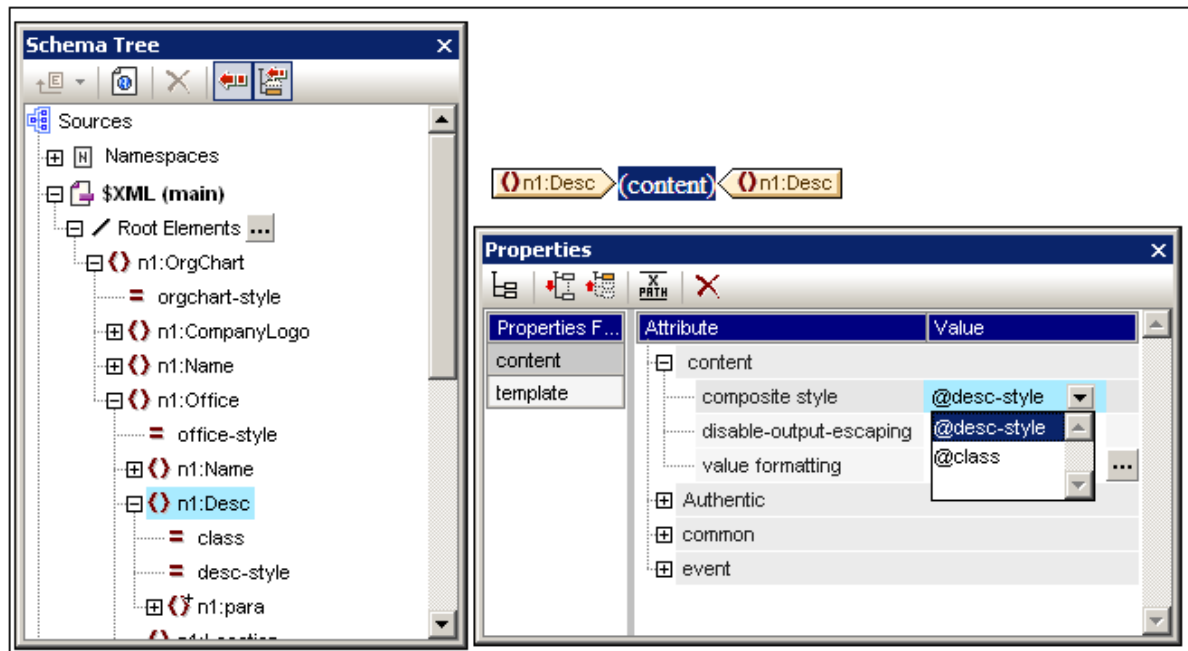 Schema Tree
Sources
Namespaces
$XML (main)
Root Elements ...
n1:OrgChart
orgchart-style
n1:CompanyLogo
n1:Name
n1:Office
office-style
n1:Name
n1:Desc
class
desc-style
n1:para
n1:Desc (content) n1:Desc
Properties
XPATH
Properties F... Attribute Value
content content
template composite style @desc-style
disable-output-escaping @desc-style
value formatting @class ...
Authentic
common
event